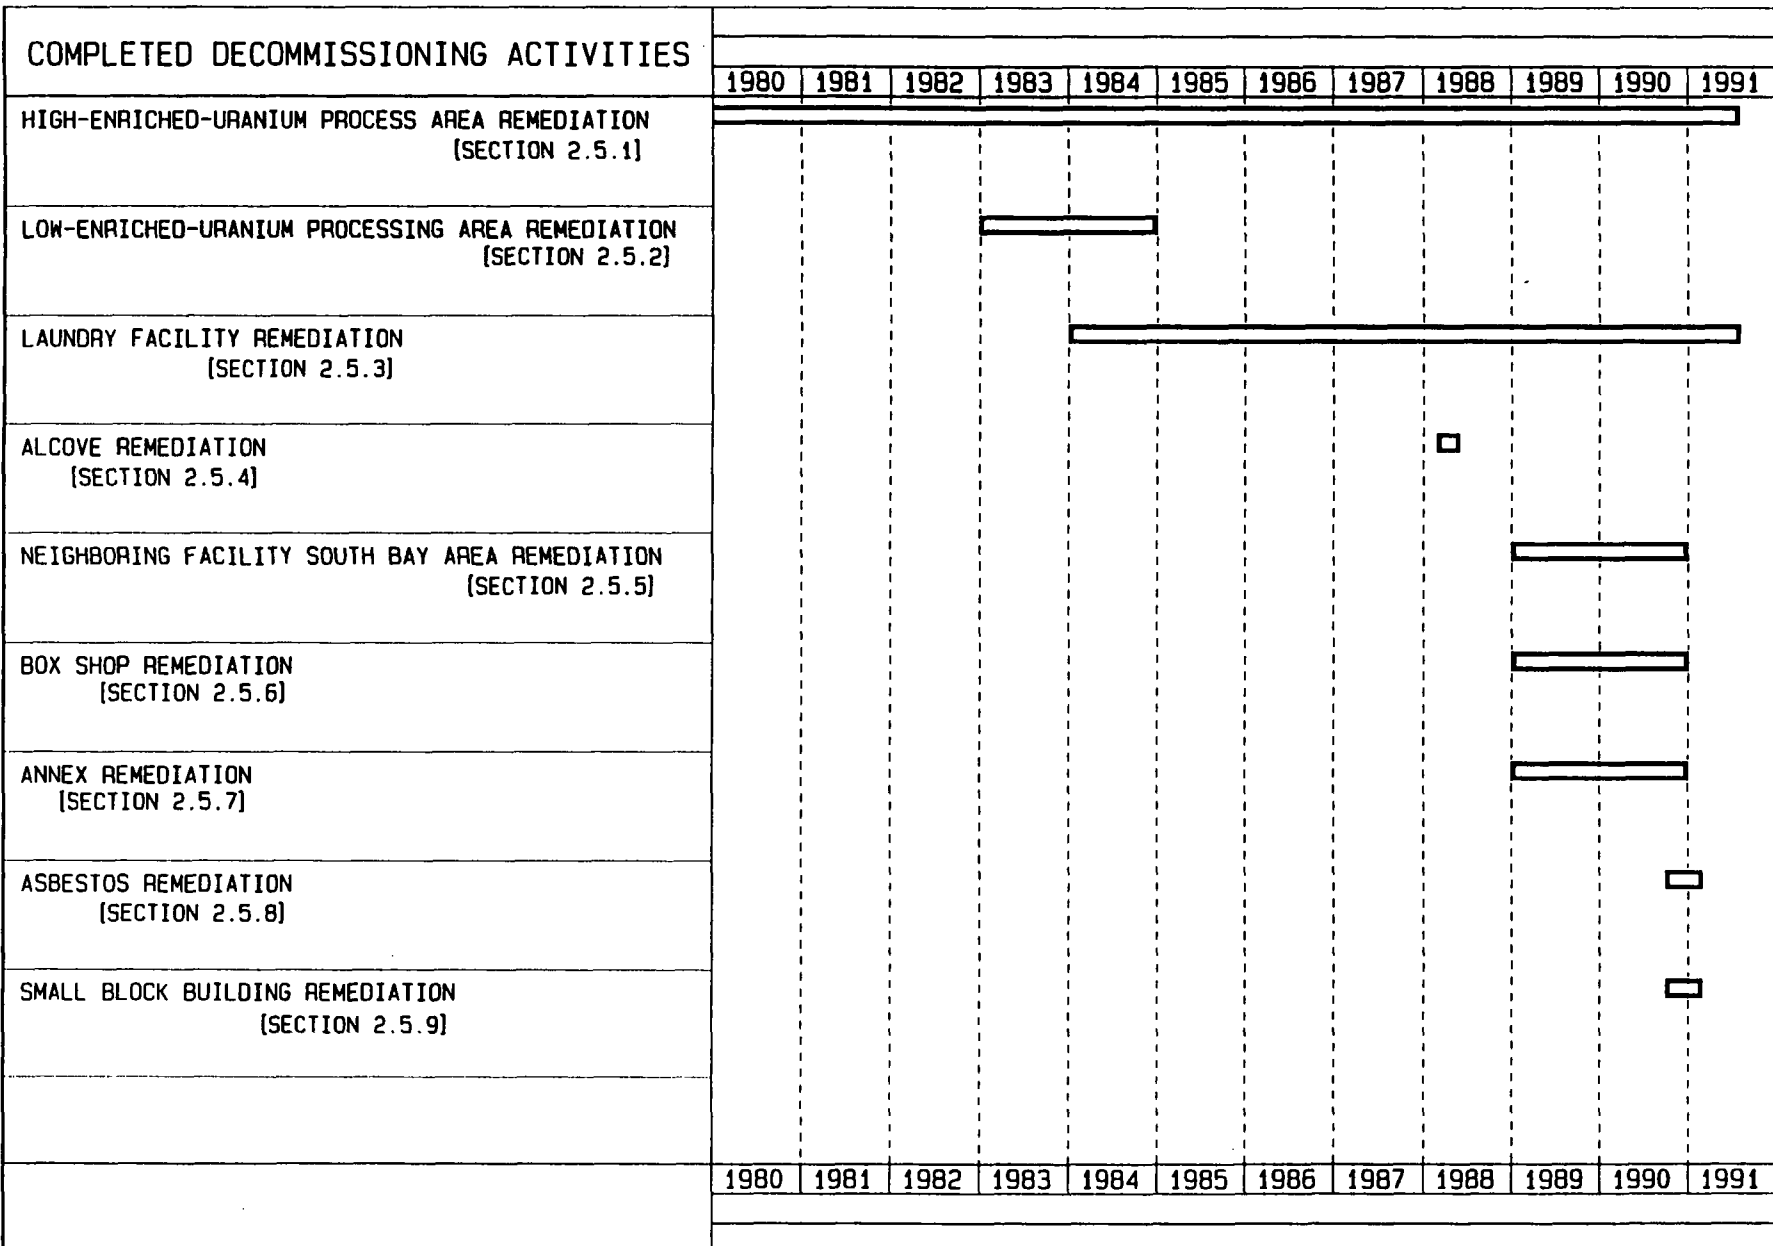 COMPLETED DECOMMISSIONING ACTIVITIES
1980 1981 1982 1983 1984 1985 1986 1987 1988 1989 1990 1991
HIGH-ENRICHED-URANIUM PROCESS AREA REMEDIATION
[SECTION 2.5.1]
LOW-ENRICHED-URANIUM PROCESSING AREA REMEDIATION
[SECTION 2.5.2]
LAUNDRY FACILITY REMEDIATION
[SECTION 2.5.3]
ALCOVE REMEDIATION
[SECTION 2.5.4]
NEIGHBORING FACILITY SOUTH BAY AREA REMEDIATION
[SECTION 2.5.5]
BOX SHOP REMEDIATION
[SECTION 2.5.6]
ANNEX REMEDIATION
[SECTION 2.5.7]
ASBESTOS REMEDIATION
[SECTION 2.5.8]
SMALL BLOCK BUILDING REMEDIATION
[SECTION 2.5.9]
1980 1981 1982 1983 1984 1985 1986 1987 1988 1989 1990 1991